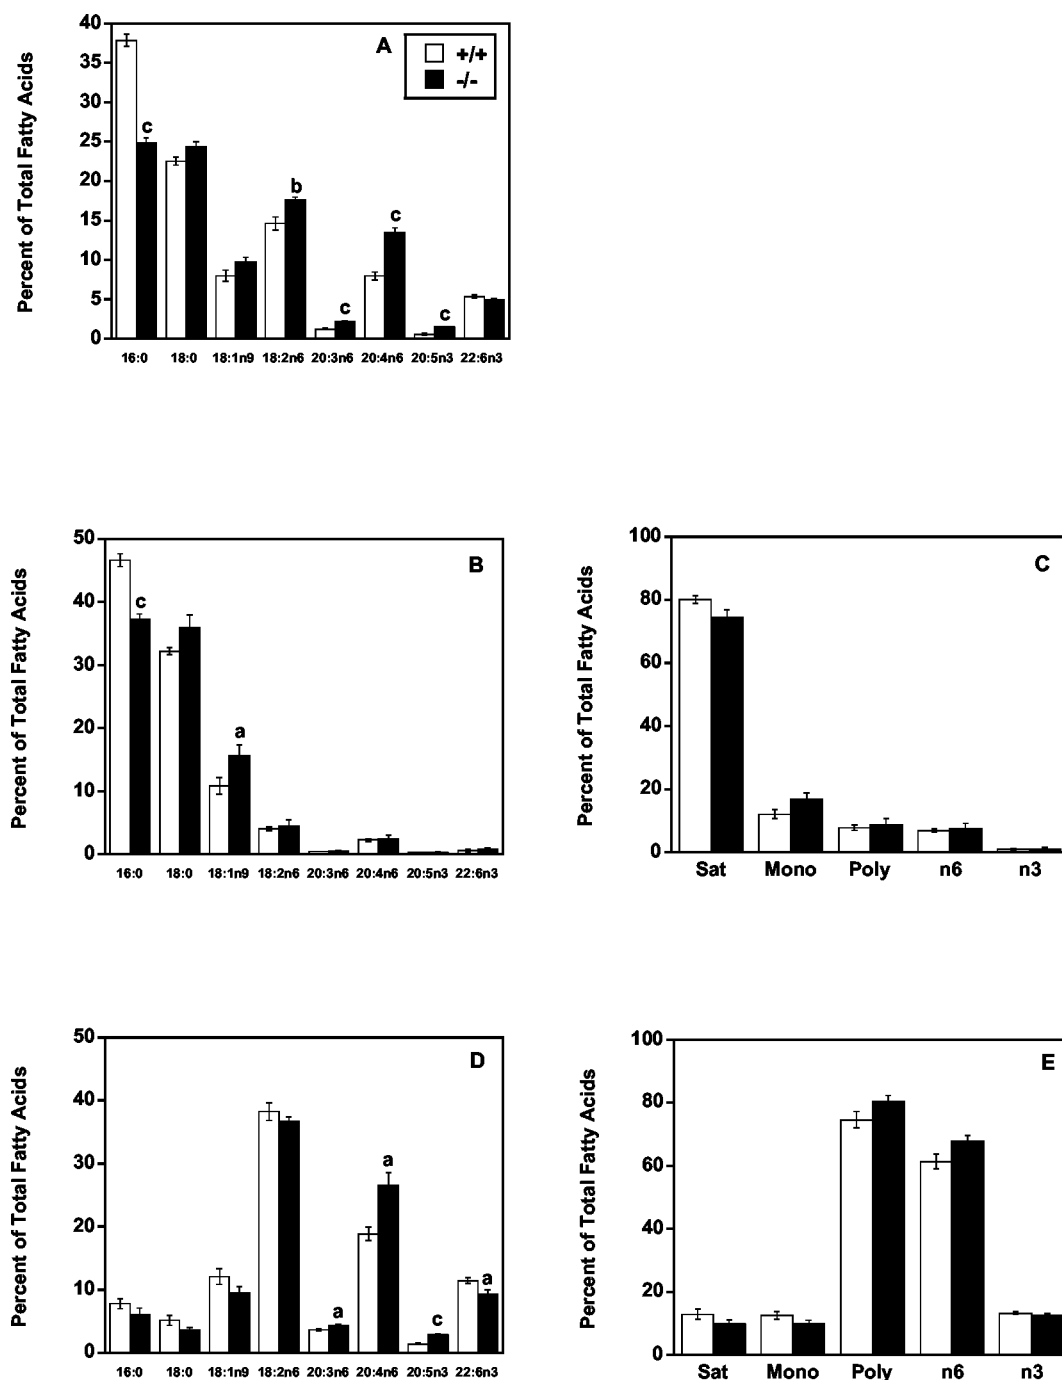 Percent of Total Fatty Acids
40
35
30
25
20
15
10
5
0
A
+/+
-/-
c
b
c
c
c
16:0 18:0 18:1n9 18:2n6 20:3n6 20:4n6 20:5n3 22:6n3
Percent of Total Fatty Acids
50
40
30
20
10
0
B
c
a
16:0 18:0 18:1n9 18:2n6 20:3n6 20:4n6 20:5n3 22:6n3
Percent of Total Fatty Acids
100
80
60
40
20
0
C
Sat Mono Poly n6 n3
Percent of Total Fatty Acids
50
40
30
20
10
0
D
a
a
c
a
16:0 18:0 18:1n9 18:2n6 20:3n6 20:4n6 20:5n3 22:6n3
Percent of Total Fatty Acids
100
80
60
40
20
0
E
Sat Mono Poly n6 n3